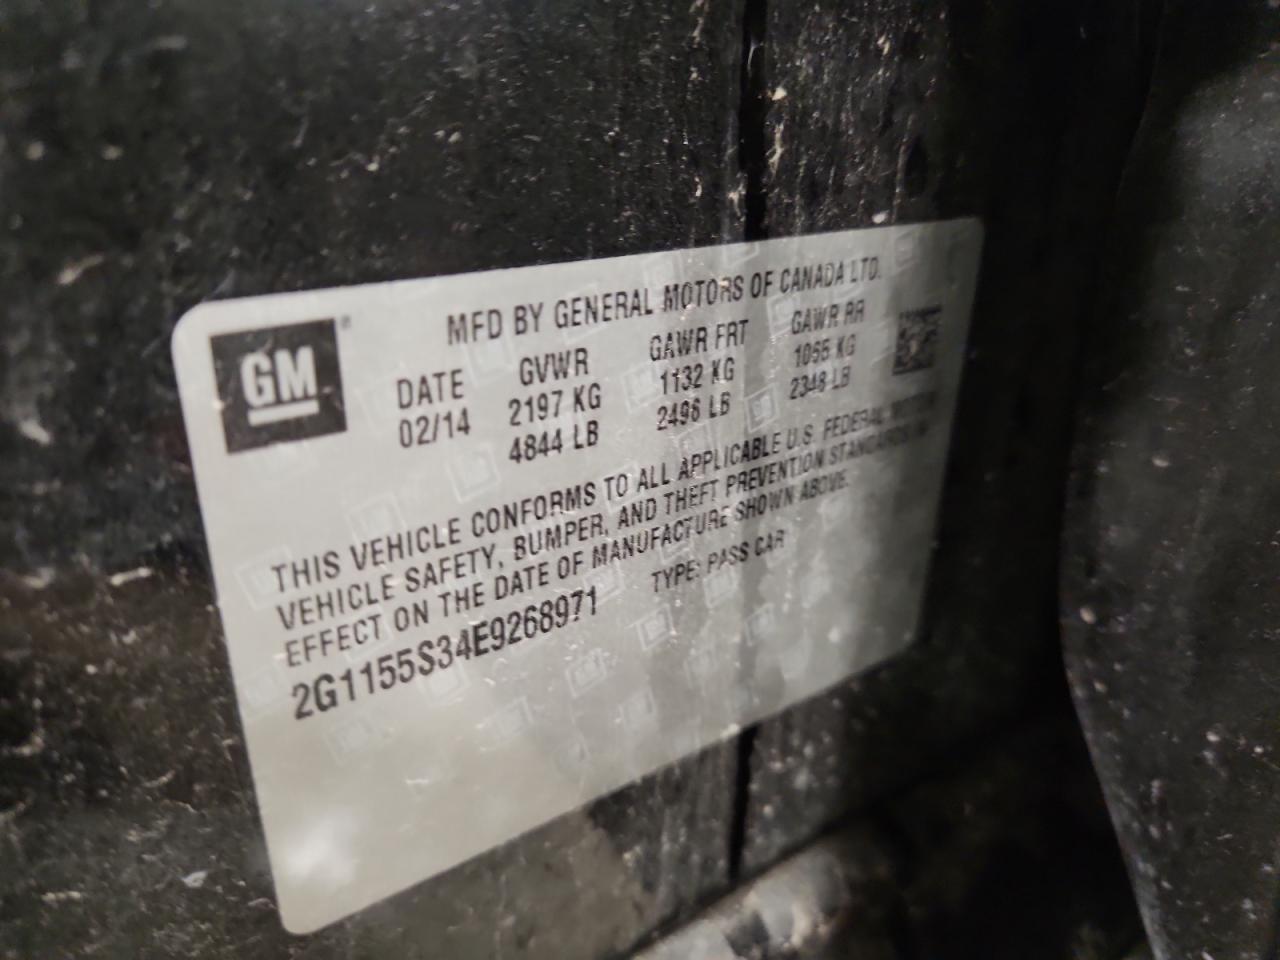 GM
MFD BY GENERAL MOTORS OF CANADA LTD.
DATE GVWR GAWR FRT GAWR RR
02/14 2197 KG 1132 KG 1065 KG
4844 LB 2496 LB 2348 LB
THIS VEHICLE CONFORMS TO ALL APPLICABLE U.S. FEDERAL MOTOR
VEHICLE SAFETY, BUMPER, AND THEFT PREVENTION STANDARDS IN
EFFECT ON THE DATE OF MANUFACTURE SHOWN ABOVE.
2G1155S34E9268971 TYPE: PASS CAR